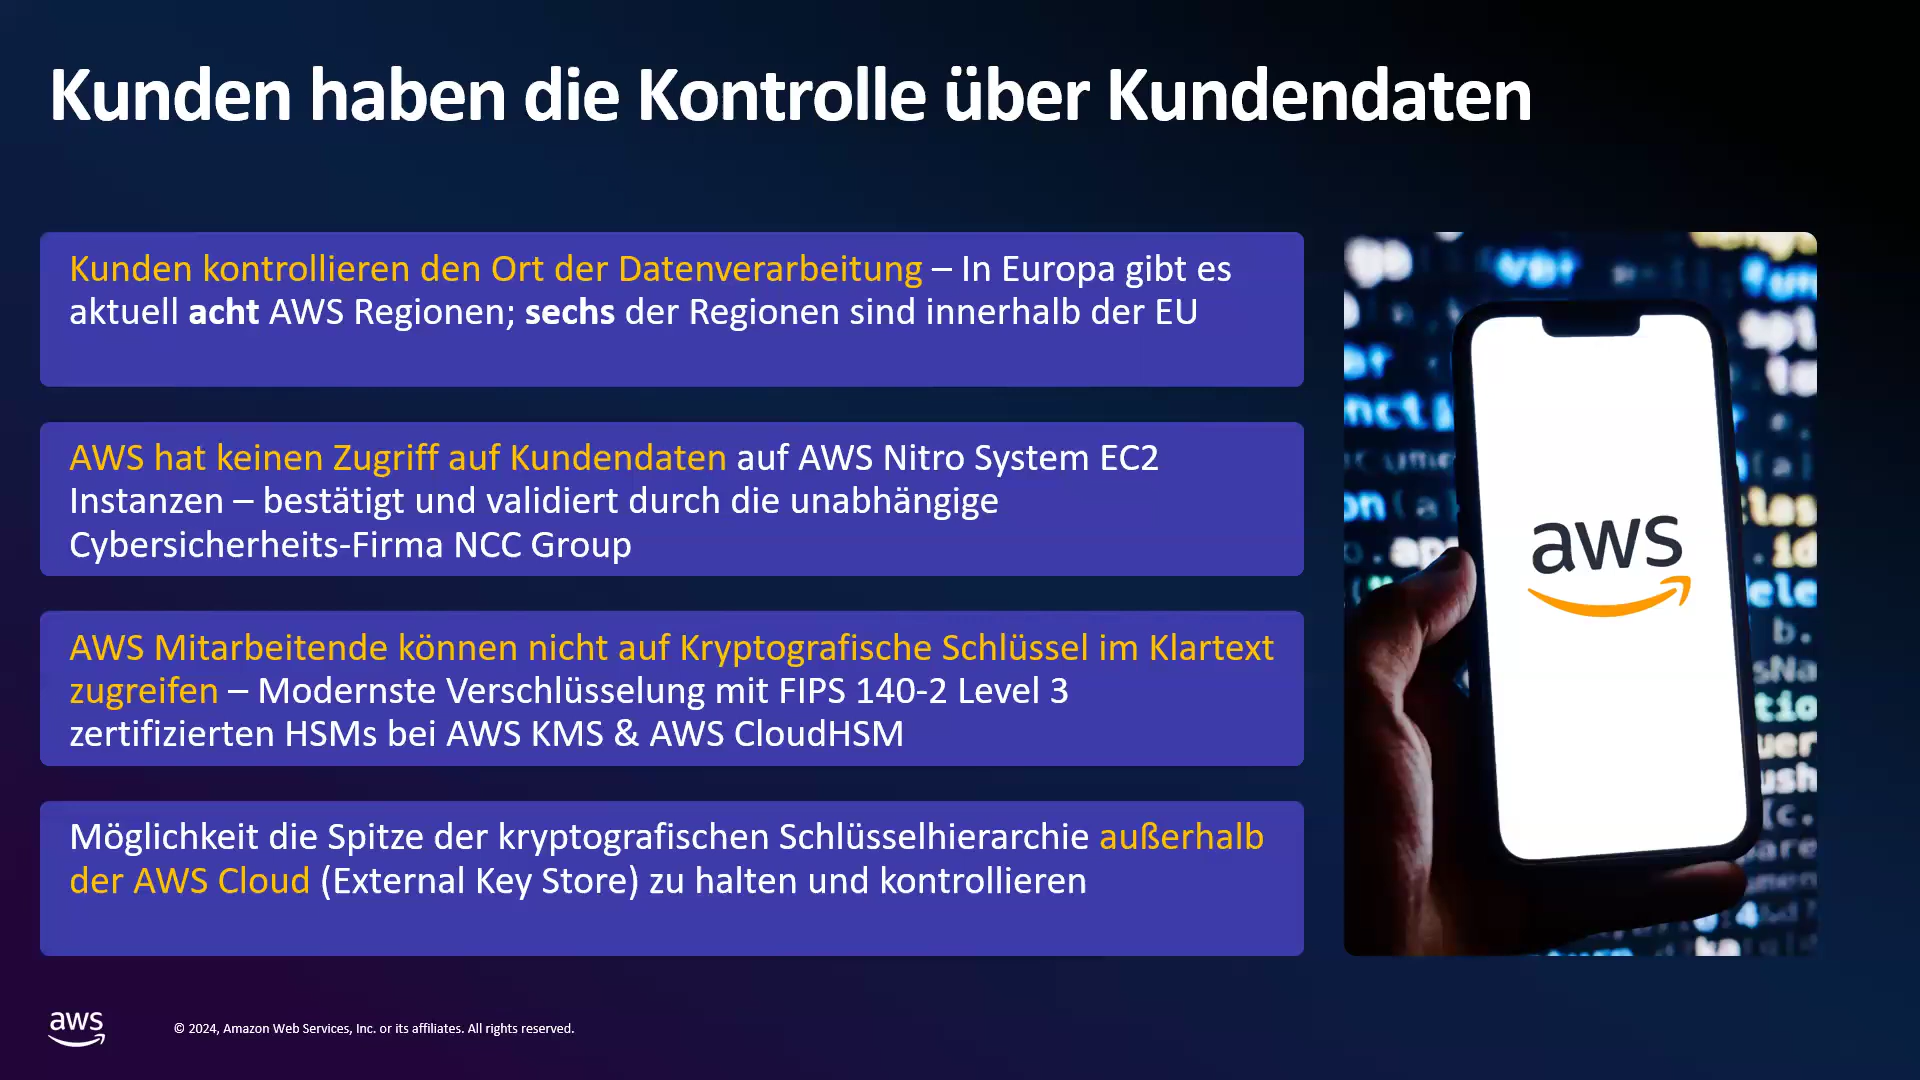 Kunden haben die Kontrolle über Kundendaten
Kunden kontrollieren den Ort der Datenverarbeitung – In Europa gibt es
aktuell acht AWS Regionen; sechs der Regionen sind innerhalb der EU
AWS hat keinen Zugriff auf Kundendaten auf AWS Nitro System EC2
Instanzen – bestätigt und validiert durch die unabhängige
Cybersicherheits-Firma NCC Group
AWS Mitarbeitende können nicht auf Kryptografische Schlüssel im Klartext
zugreifen – Modernste Verschlüsselung mit FIPS 140-2 Level 3
zertifizierten HSMs bei AWS KMS & AWS CloudHSM
Möglichkeit die Spitze der kryptografischen Schlüsselhierarchie außerhalb
der AWS Cloud (External Key Store) zu halten und kontrollieren
aws
aws
© 2024, Amazon Web Services, Inc. or its affiliates. All rights reserved.